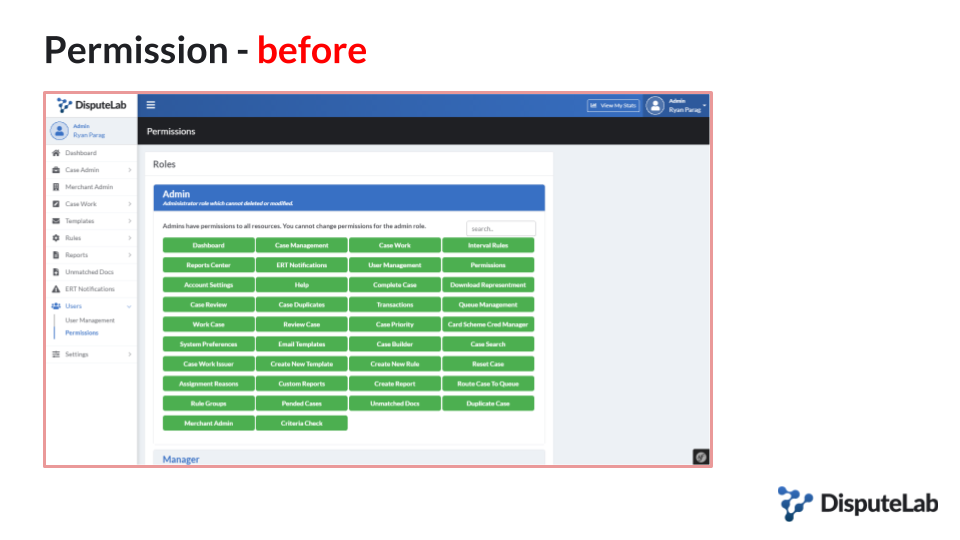 Permission - before
DisputeLab
View My Stats
Admin
Ryan Parag
Admin
Ryan Parag
Permissions
Dashboard
Case Admin
Merchant Admin
Case Work
Templates
Rules
Reports
Unmatched Docs
ERT Notifications
Users
User Management
Permissions
Settings
Roles
Admin
Administrator role which cannot deleted or modified.
Admins have permissions to all resources. You cannot change permissions for the admin role.
search..
Dashboard Case Management Case Work Interval Rules
Reports Center ERT Notifications User Management Permissions
Account Settings Help Complete Case Download Representment
Case Review Case Duplicates Transactions Queue Management
Work Case Review Case Case Priority Card Scheme Cred Manager
System Preferences Email Templates Case Builder Case Search
Case Work Issuer Create New Template Create New Rule Reset Case
Assignment Reasons Custom Reports Create Report Route Case To Queue
Rule Groups Pended Cases Unmatched Docs Duplicate Case
Merchant Admin Criteria Check
Manager
DisputeLab